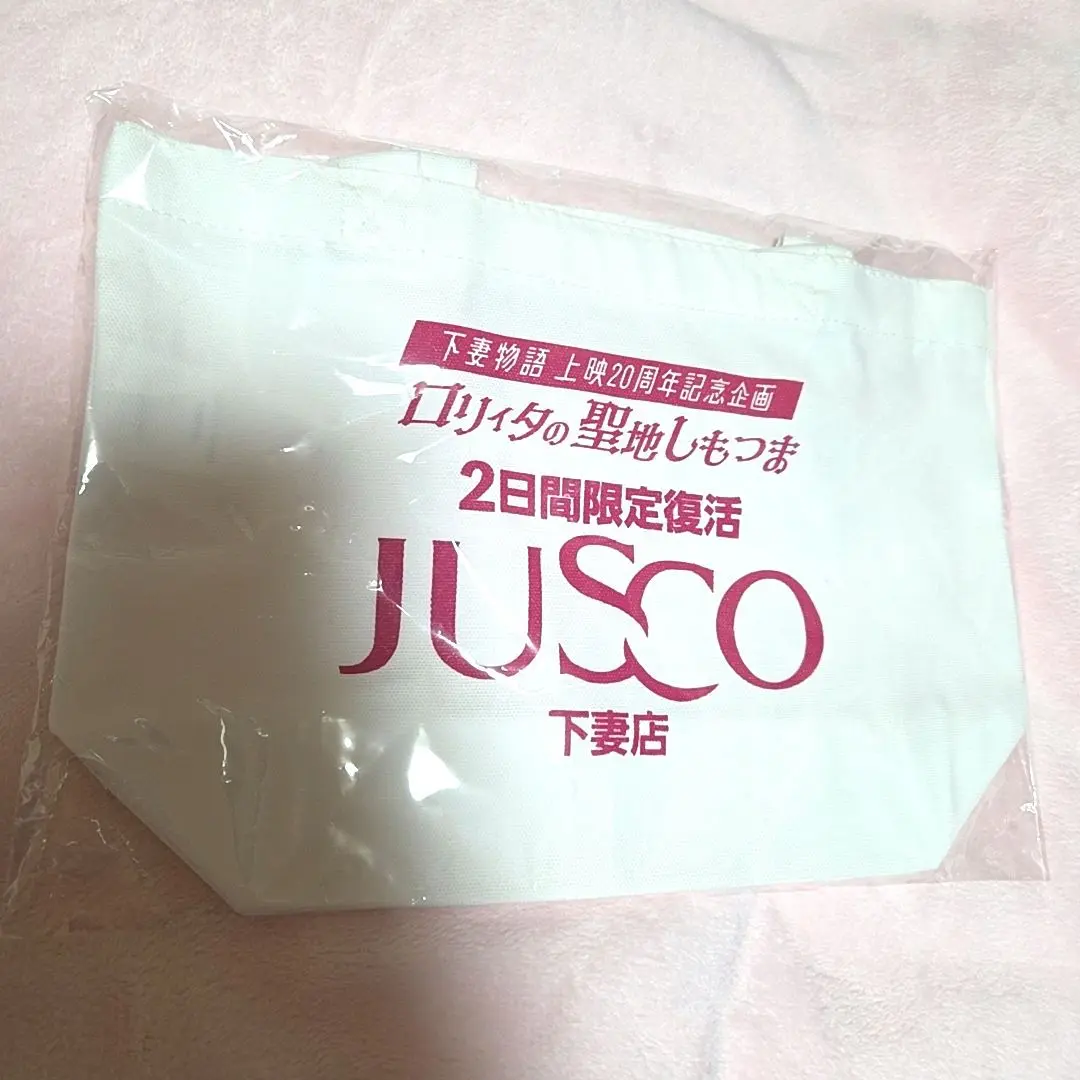 下妻物語 上映20周年記念企画
ロリィタの聖地しもつま
2日間限定復活
JUSCO
下妻店